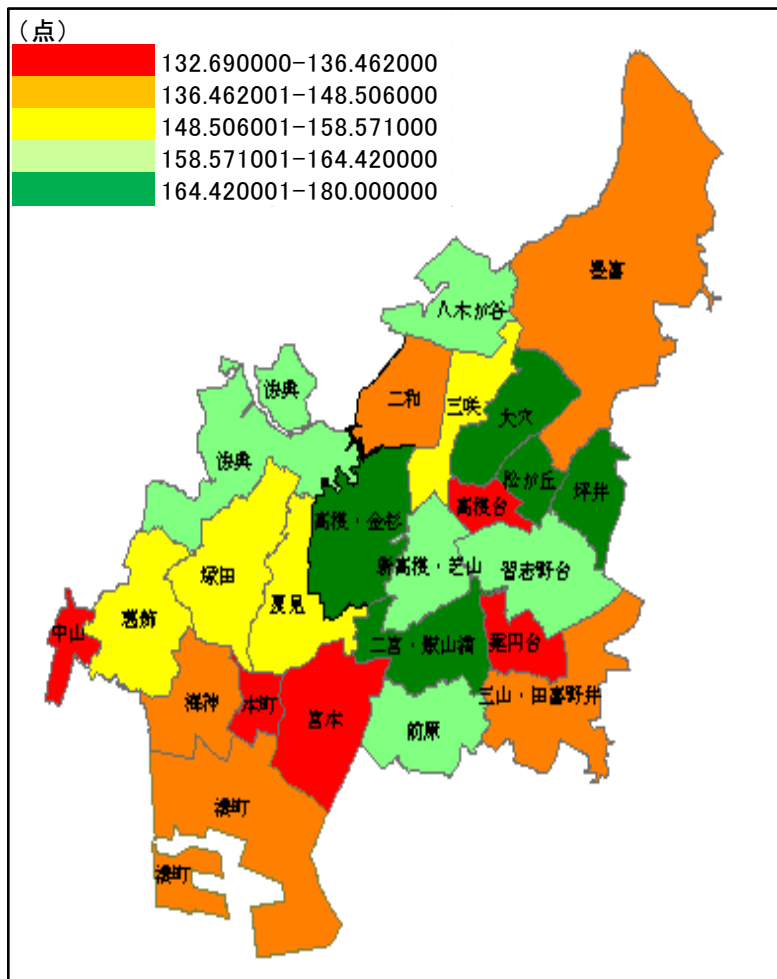 (点)
132.690000-136.462000
136.462001-148.506000
148.506001-158.571000
158.571001-164.420000
164.420001-180.000000
豊富
八木が谷
二和
三咲
法典
大穴
法典
松が丘
坪井
高根台
高根・金杉
新高根・芝山
習志野台
塚田
夏見
葛飾
中山
二宮・飯山満
薬円台
海神
本町
宮本
三山・田喜野井
前原
湊町
湊町